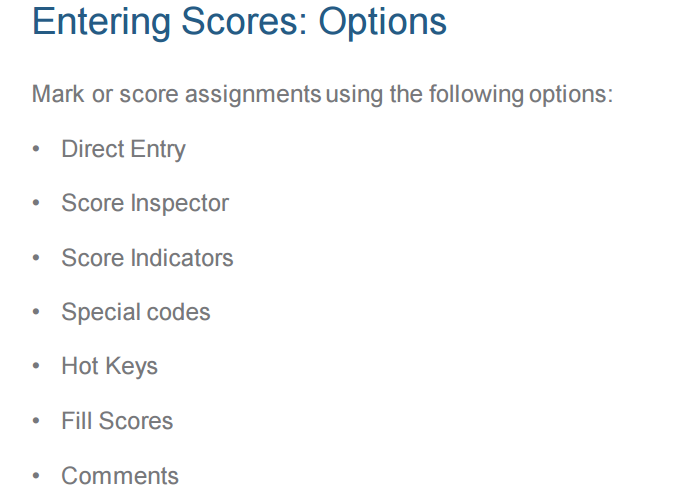 Entering Scores: Options
Mark or score assignments using the following options:
• Direct Entry
• Score Inspector
• Score Indicators
• Special codes
• Hot Keys
• Fill Scores
• Comments